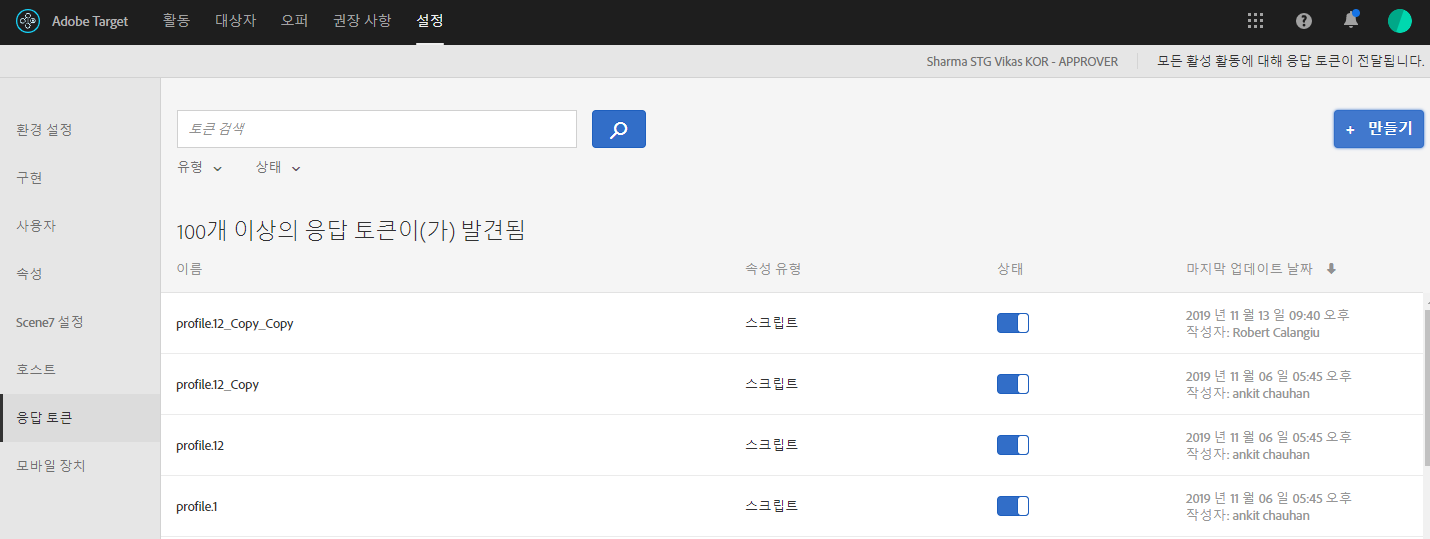 Adobe Target 활동 대상자 오퍼 권장 사항 설정
Sharma STG Vikas KOR - APPROVER 모든 활성 활동에 대해 응답 토큰이 전달됩니다.
환경 설정
구현
사용자
속성
Scene7 설정
호스트
응답 토큰
모바일 장치
토큰 검색
+ 만들기
유형 상태
100개 이상의 응답 토큰이(가) 발견됨
이름 속성 유형 상태 마지막 업데이트 날짜
profile.12_Copy_Copy 스크립트 2019 년 11 월 13 일 09:40 오후
작성자: Robert Calangiu
profile.12_Copy 스크립트 2019 년 11 월 06 일 05:45 오후
작성자: ankit chauhan
profile.12 스크립트 2019 년 11 월 06 일 05:45 오후
작성자: ankit chauhan
profile.1 스크립트 2019 년 11 월 06 일 05:45 오후
작성자: ankit chauhan